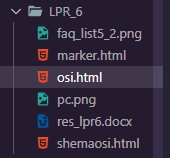 LPR_6
faq_list5_2.png
marker.html
osi.html
pc.png
res_lpr6.docx
shemaosi.html